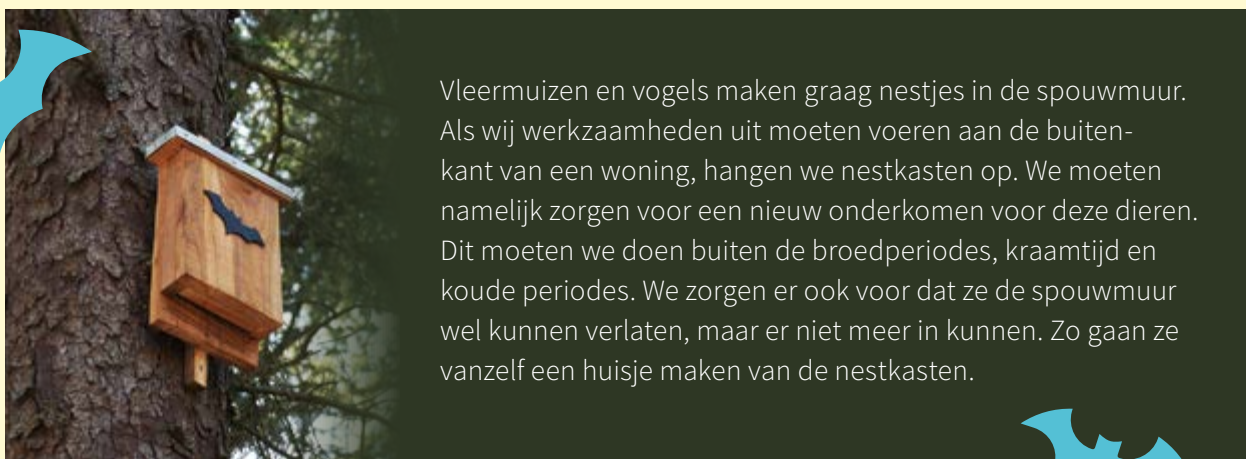 Vleermuizen en vogels maken graag nestjes in de spouwmuur.
Als wij werkzaamheden uit moeten voeren aan de buiten-
kant van een woning, hangen we nestkasten op. We moeten
namelijk zorgen voor een nieuw onderkomen voor deze dieren.
Dit moeten we doen buiten de broedperiodes, kraamtijd en
koude periodes. We zorgen er ook voor dat ze de spouwmuur
wel kunnen verlaten, maar er niet meer in kunnen. Zo gaan ze
vanzelf een huisje maken van de nestkasten.